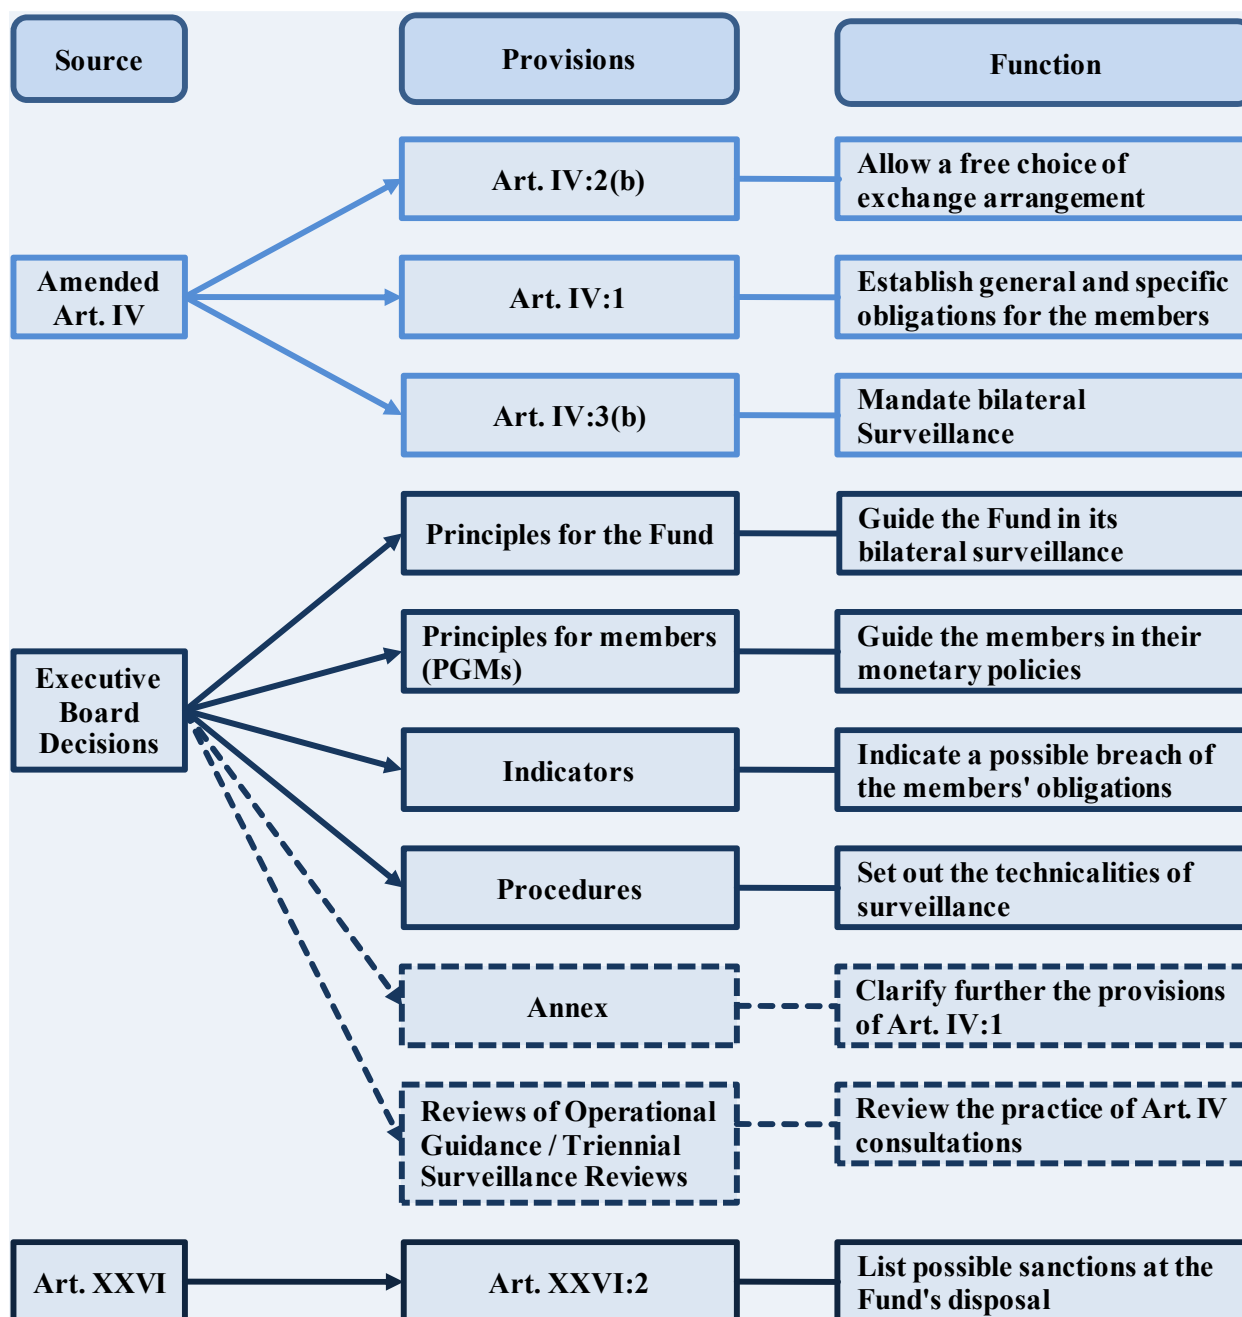 Source
Provisions
Function
Amended
Art. IV
Art. IV:2(b)
Allow a free choice of
exchange arrangement
Art. IV:1
Establish general and specific
obligations for the members
Art. IV:3(b)
Mandate bilateral
Surveillance
Executive
Board
Decisions
Principles for the Fund
Guide the Fund in its
bilateral surveillance
Principles for members
(PGMs)
Guide the members in their
monetary policies
Indicators
Indicate a possible breach of
the members' obligations
Procedures
Set out the technicalities of
surveillance
Annex
Clarify further the provisions
of Art. IV:1
Reviews of Operational
Guidance / Triennial
Surveillance Reviews
Review the practice of Art. IV
consultations
Art. XXVI
Art. XXVI:2
List possible sanctions at the
Fund's disposal